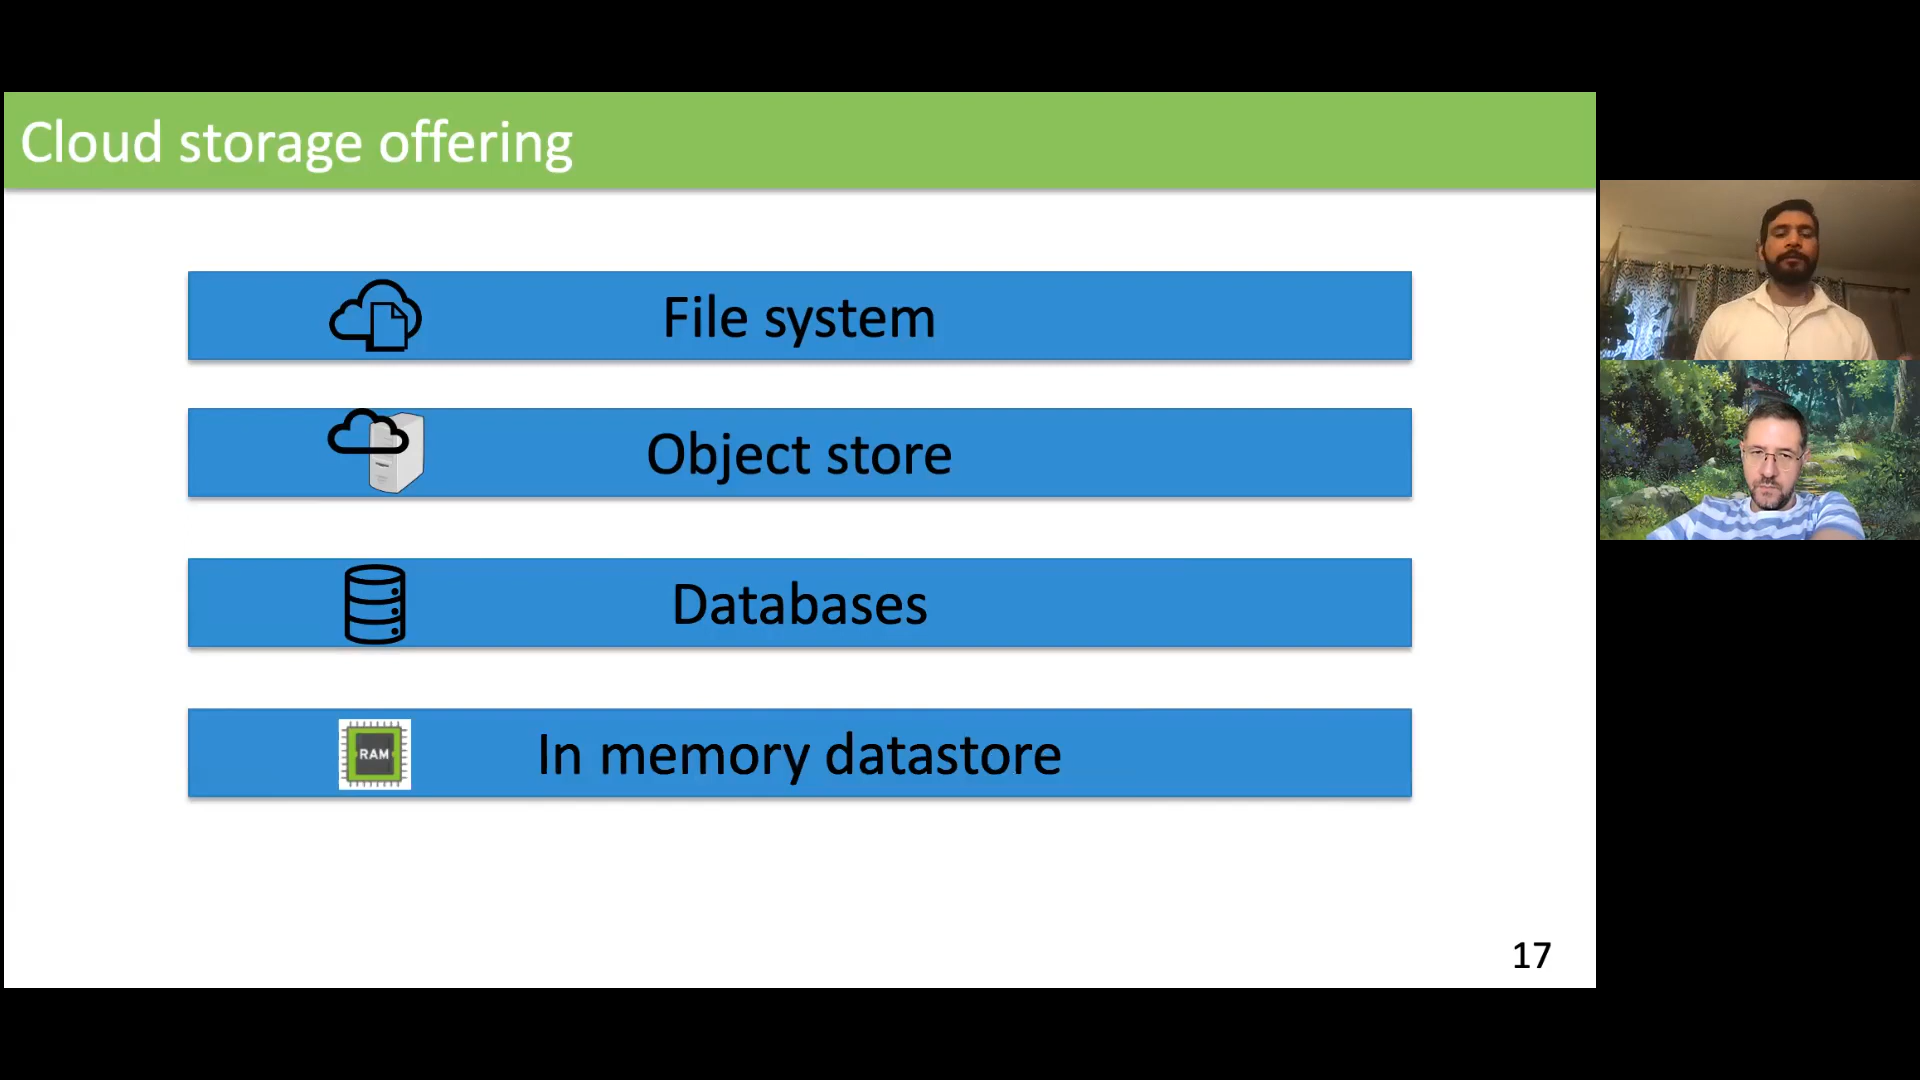 Cloud storage offering
File system
Object store
Databases
RAM
In memory datastore
17